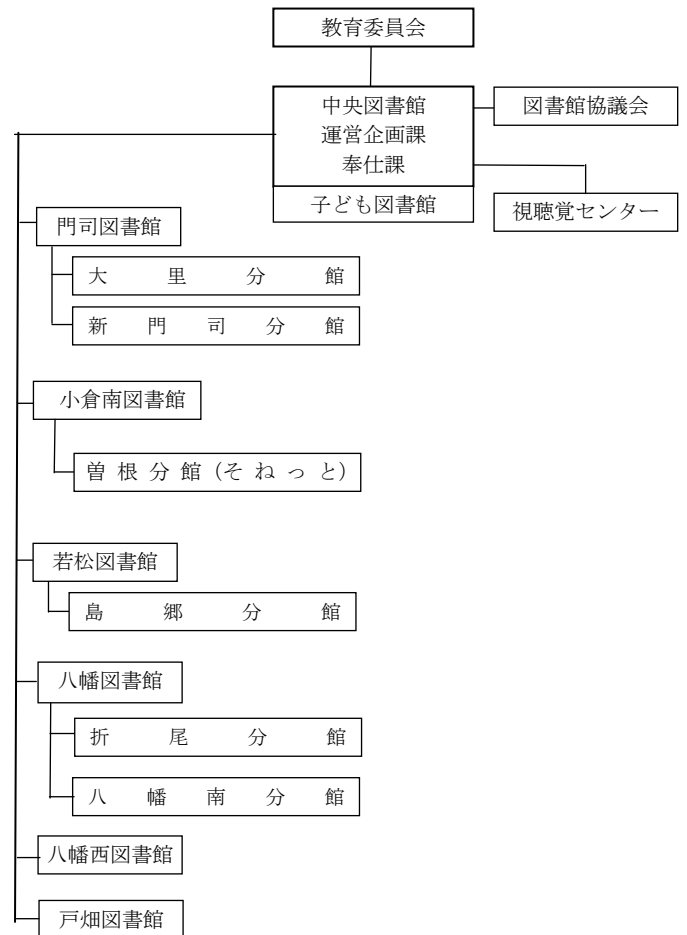 教育委員会
中央図書館
運営企画課
奉仕課
子ども図書館
図書館協議会
視聴覚センター
門司図書館
大里分館
新門司分館
小倉南図書館
曽根分館（そねっと）
若松図書館
島郷分館
八幡図書館
折尾分館
八幡南分館
八幡西図書館
戸畑図書館